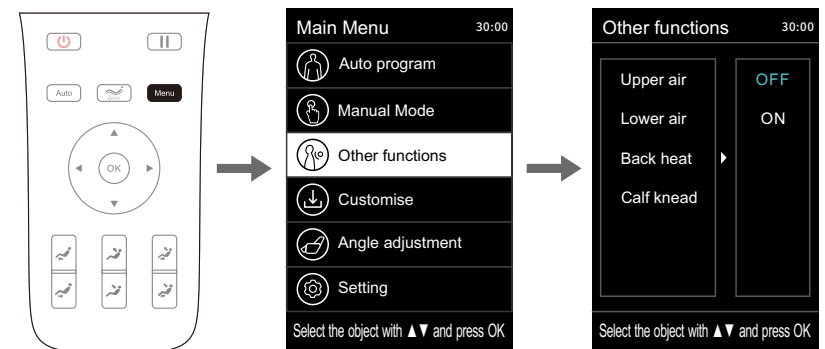 Auto
Zero
Menu
OK
Main Menu 30:00
Auto program
Manual Mode
Other functions
Customise
Angle adjustment
Setting
Select the object with ▲▼ and press OK
Other functions 30:00
Upper air OFF
Lower air ON
Back heat
Calf knead
Select the object with ▲▼ and press OK